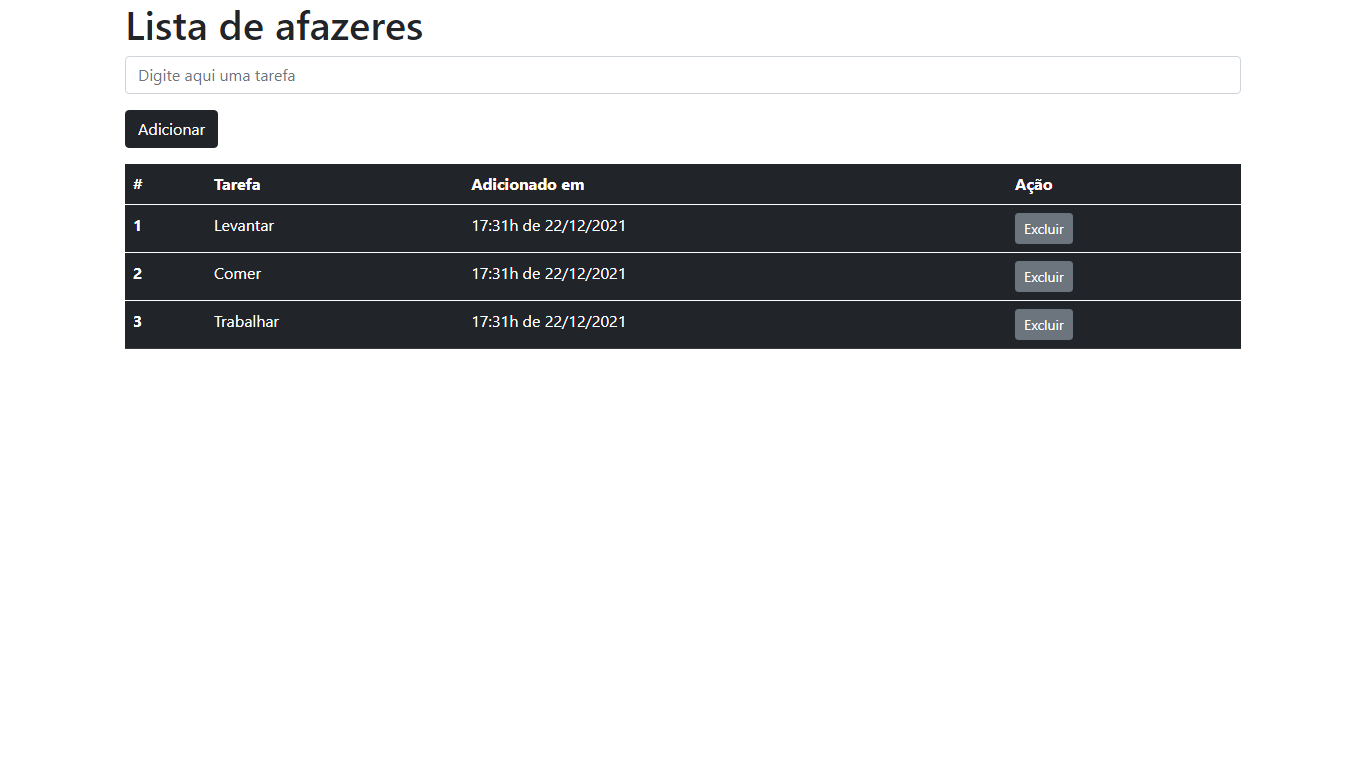 Lista de afazeres
Digite aqui uma tarefa
Adicionar
# Tarefa Adicionado em Ação
1 Levantar 17:31h de 22/12/2021 Excluir
2 Comer 17:31h de 22/12/2021 Excluir
3 Trabalhar 17:31h de 22/12/2021 Excluir